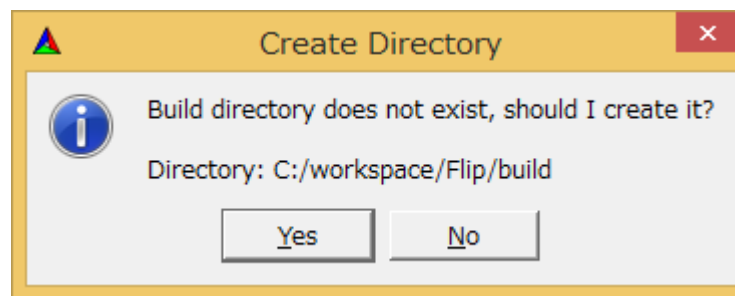 Create Directory
Build directory does not exist, should I create it?
Directory: C:/workspace/Flip/build
Yes
No